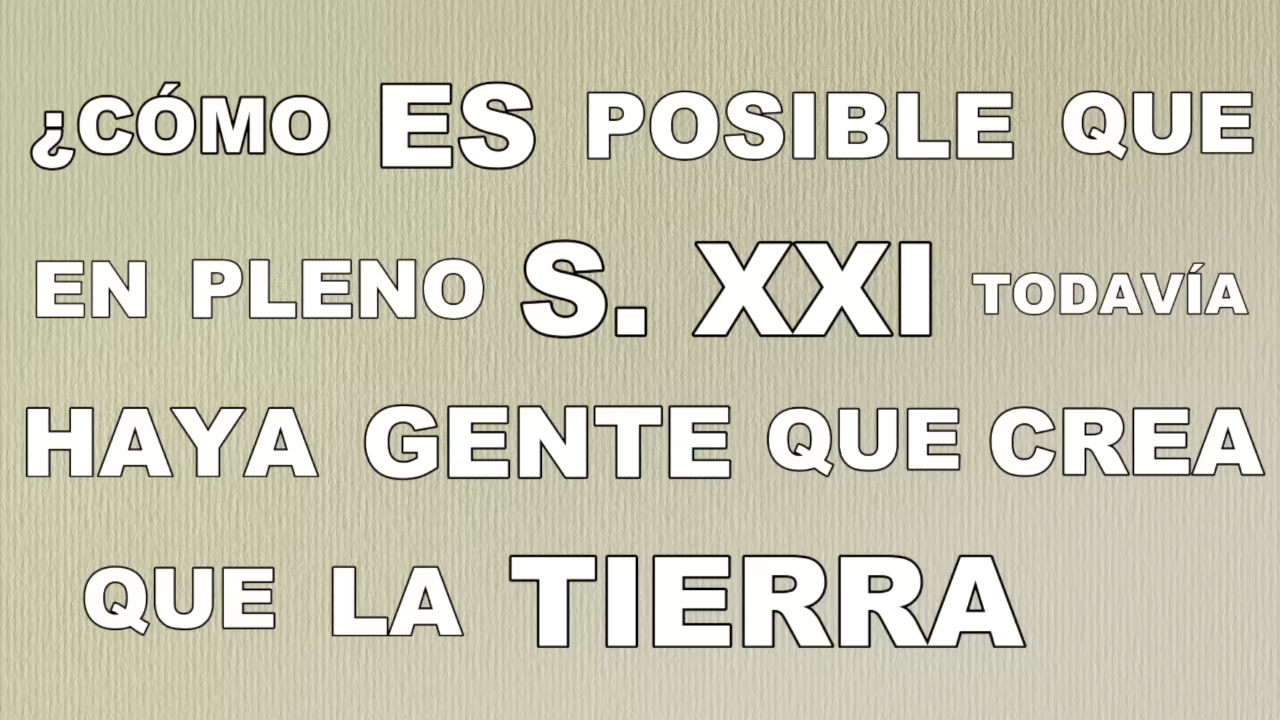 ¿CÓMO ES POSIBLE QUE
EN PLENO S. XXI TODAVÍA
HAYA GENTE QUE CREA
QUE LA TIERRA